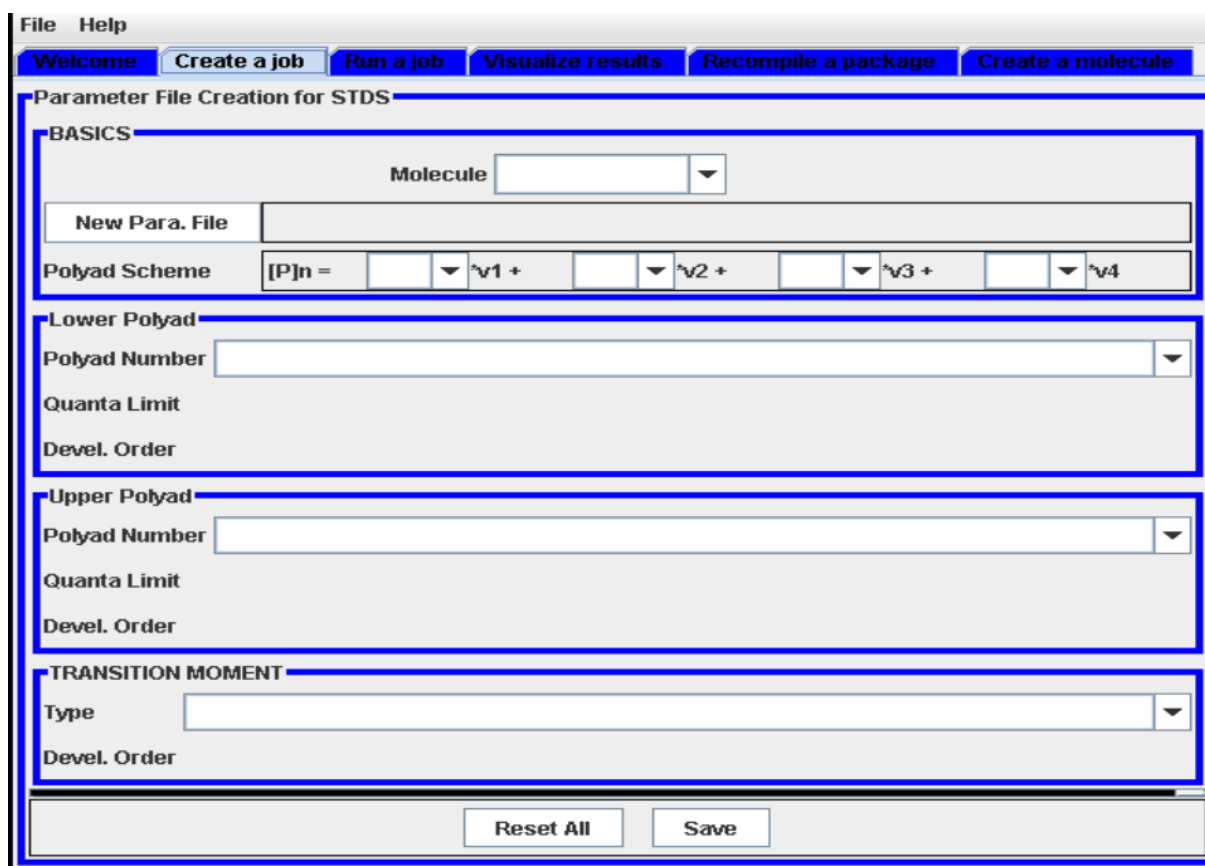 File Help
Welcome Create a job Run a job Visualize results Recompile a package Create a molecule
Parameter File Creation for STDS
BASICS
Molecule
New Para. File
Polyad Scheme [P]n = *v1 + *v2 + *v3 + *v4
Lower Polyad
Polyad Number
Quanta Limit
Devel. Order
Upper Polyad
Polyad Number
Quanta Limit
Devel. Order
TRANSITION MOMENT
Type
Devel. Order
Reset All Save